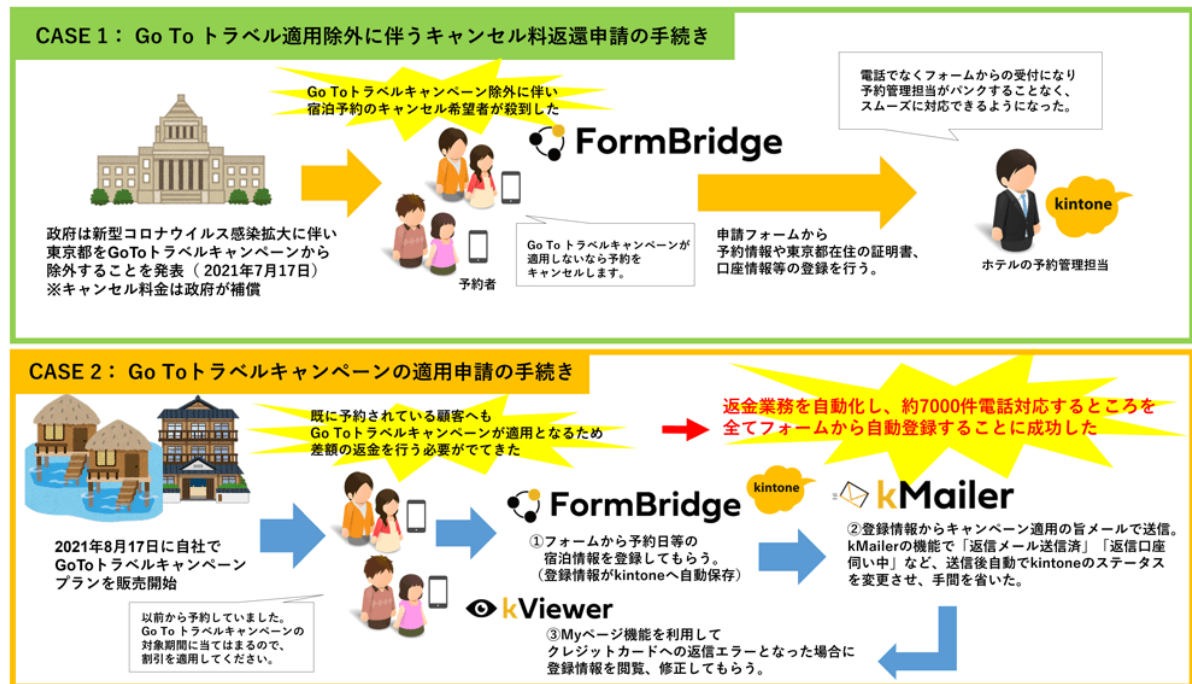 CASE 1： Go To トラベル適用除外に伴うキャンセル料返還申請の手続き
Go Toトラベルキャンペーン除外に伴い
宿泊予約のキャンセル希望者が殺到した
電話でなくフォームからの受付になり
予約管理担当がパンクすることなく、
スムーズに対応できるようになった。
FormBridge
kintone
政府は新型コロナウイルス感染拡大に伴い
東京都をGoToトラベルキャンペーンから
除外することを発表（ 2021年7月17日）
※キャンセル料金は政府が補償
予約者
Go To トラベルキャンペーンが
適用しないなら予約を
キャンセルします。
申請フォームから
予約情報や東京都在住の証明書、
口座情報等の登録を行う。
ホテルの予約管理担当
CASE 2： Go Toトラベルキャンペーンの適用申請の手続き
既に予約されている顧客へも
Go Toトラベルキャンペーンが適用となるため
差額の返金を行う必要がでてきた
返金業務を自動化し、約7000件電話対応するところを
全てフォームから自動登録することに成功した
2021年8月17日に自社で
GoToトラベルキャンペーン
プランを販売開始
以前から予約していました。
Go To トラベルキャンペーンの
対象期間に当てはまるので、
割引を適用してください。
FormBridge
①フォームから予約日等の
宿泊情報を登録してもらう。
（登録情報がkintoneへ自動保存）
kintone
kMailer
②登録情報からキャンペーン適用の旨メールで送信。
kMailerの機能で「返信メール送信済」「返信口座
伺い中」など、送信後自動でkintoneのステータス
を変更させ、手間を省いた。
kViewer
③Myページ機能を利用して
クレジットカードへの返信エラーとなった場合に
登録情報を閲覧、修正してもらう。